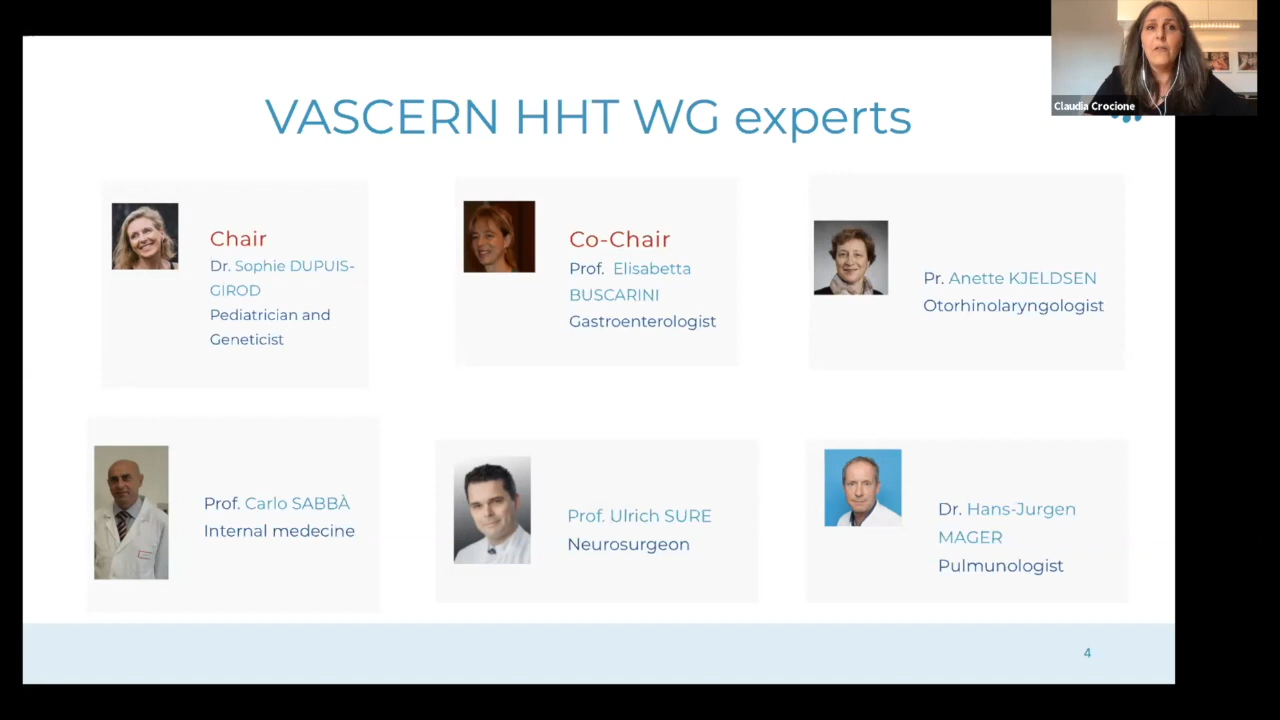 Claudia Crocione
VASCERN HHT WG experts
Chair
Dr. Sophie DUPUIS-
GIROD
Pediatrician and
Geneticist
Co-Chair
Prof. Elisabetta
BUSCARINI
Gastroenterologist
Pr. Anette KJELDSEN
Otorhinolaryngologist
Prof. Carlo SABBÀ
Internal medecine
Prof. Ulrich SURE
Neurosurgeon
Dr. Hans-Jurgen
MAGER
Pulmunologist
4